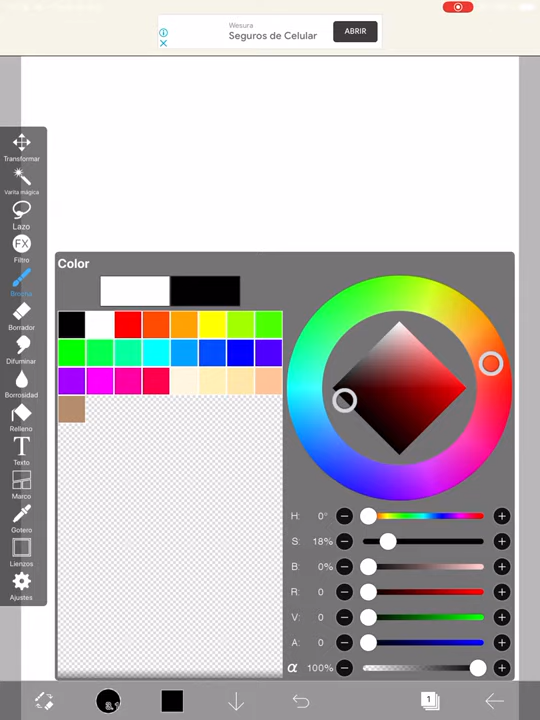 Wesura
Seguros de Celular
ABRIR
Transformar
Varita mágica
Lazo
FX
Filtro
Brocha
Borrador
Difuminar
Borrosidad
Relleno
T
Texto
Marco
Gotero
Lienzos
Ajustes
Color
H: 0°
S: 18%
B: 0%
R: 0
V: 0
A: 0
α 100%
1